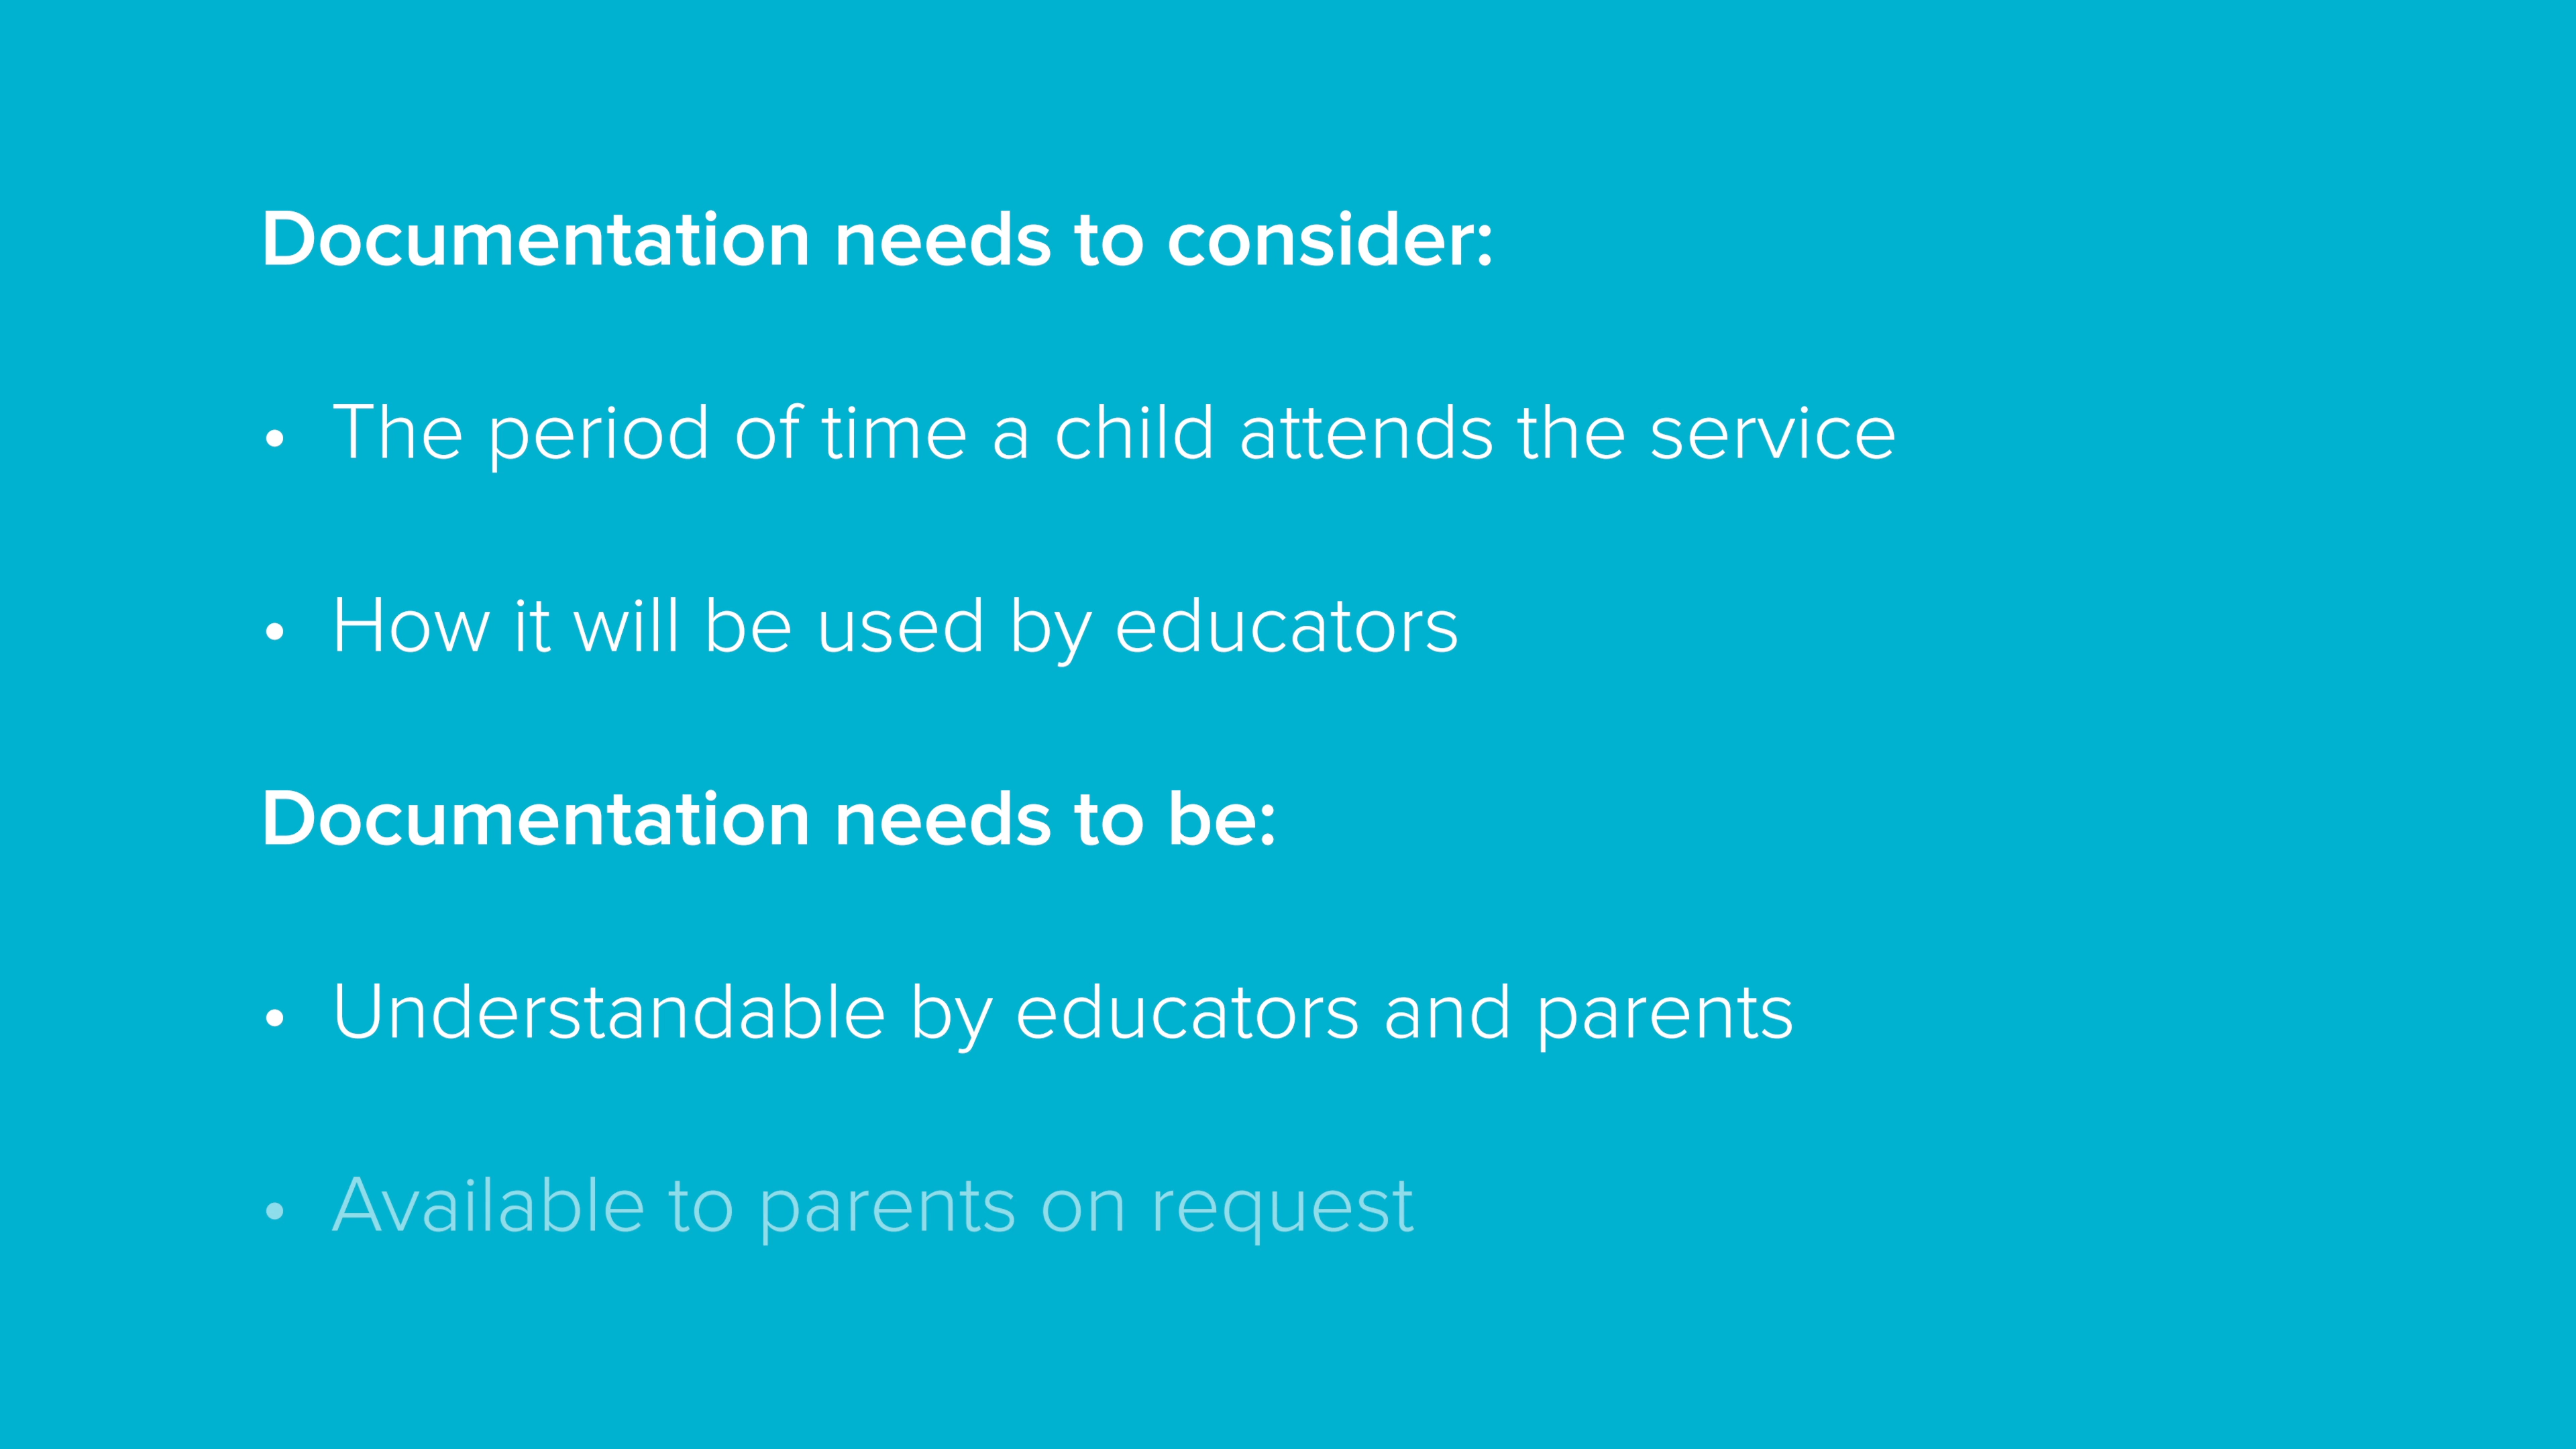 Documentation needs to consider:
• The period of time a child attends the service
• How it will be used by educators
Documentation needs to be:
• Understandable by educators and parents
• Available to parents on request